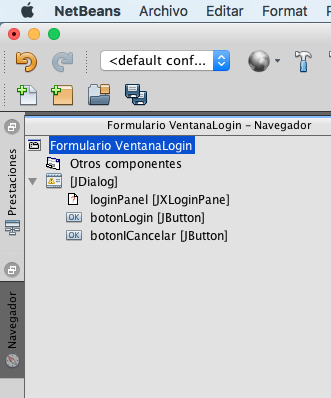 NetBeans Archivo Editar Format P
<default conf...
Formulario VentanaLogin – Navegador
Formulario VentanaLogin
Otros componentes
[JDialog]
loginPanel [JXLoginPane]
OK botonLogin [JButton]
OK botonlCancelar [JButton]
Prestaciones
Navegador